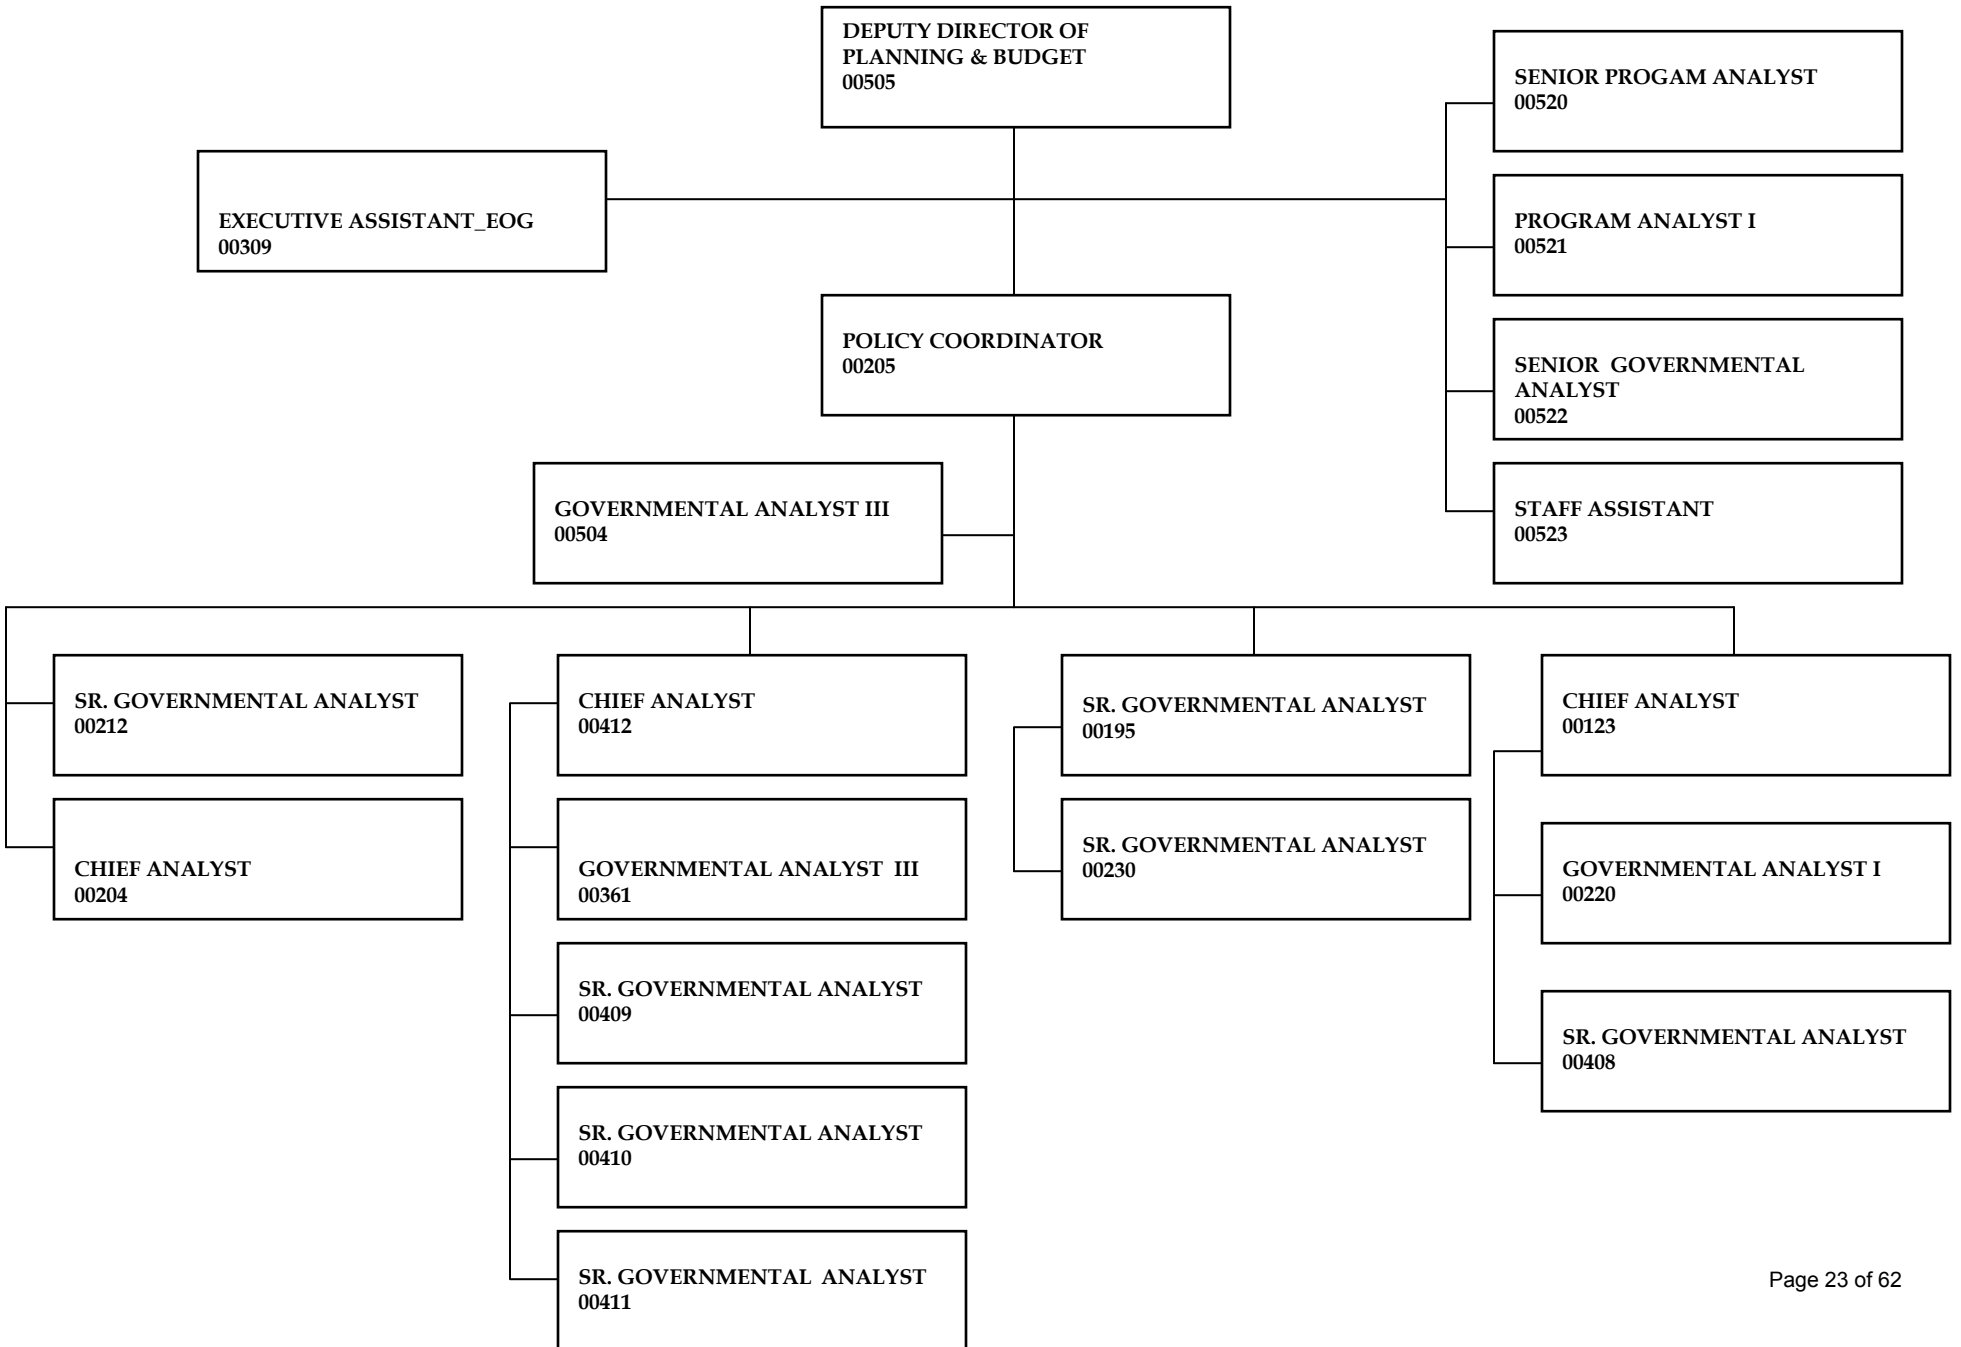 DEPUTY DIRECTOR OF
PLANNING & BUDGET
00505
SENIOR PROGAM ANALYST
00520
EXECUTIVE ASSISTANT_EOG
00309
PROGRAM ANALYST I
00521
POLICY COORDINATOR
00205
SENIOR  GOVERNMENTAL
ANALYST
00522
GOVERNMENTAL ANALYST III
00504
STAFF ASSISTANT
00523
SR. GOVERNMENTAL ANALYST
00212
CHIEF ANALYST
00204
CHIEF ANALYST
00412
GOVERNMENTAL ANALYST  III
00361
SR. GOVERNMENTAL ANALYST
00409
SR. GOVERNMENTAL ANALYST
00410
SR. GOVERNMENTAL  ANALYST
00411
SR. GOVERNMENTAL ANALYST
00195
SR. GOVERNMENTAL ANALYST
00230
CHIEF ANALYST
00123
GOVERNMENTAL ANALYST I
00220
SR. GOVERNMENTAL ANALYST
00408
Page 23 of 62